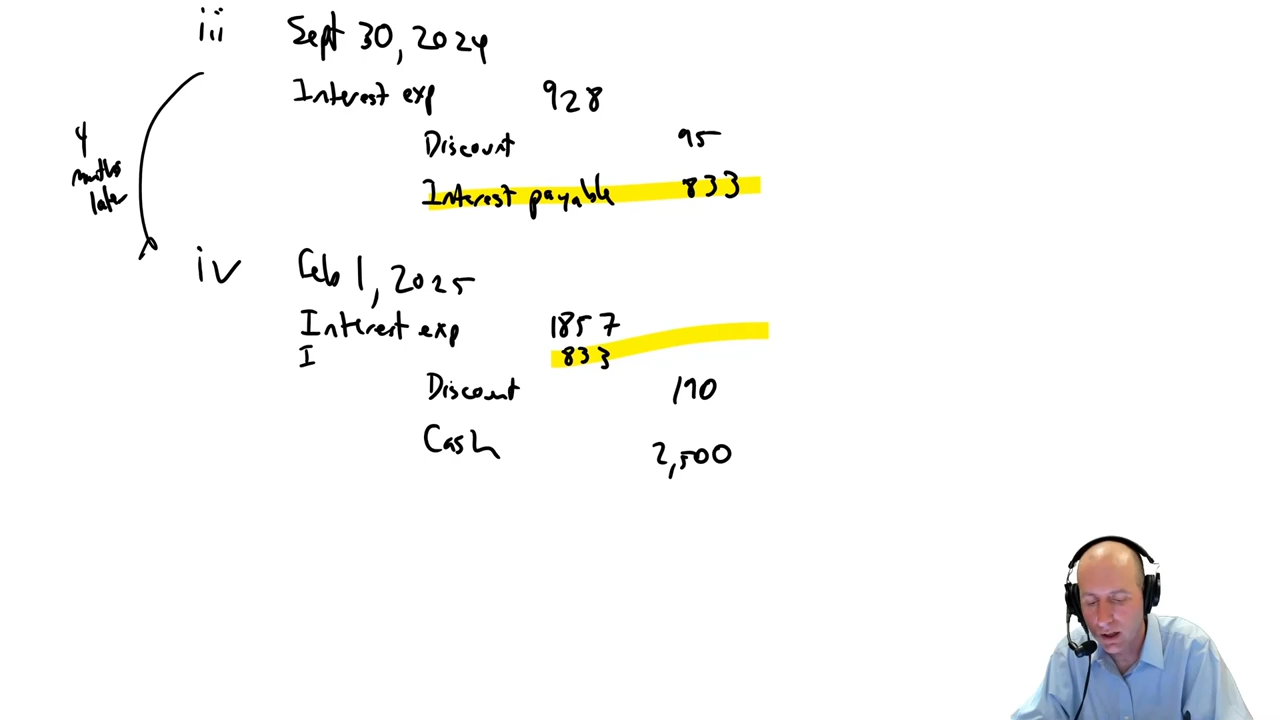 iii Sept 30, 2024
Interest exp 928
Discount 95
Interest payable 833
4 months later
iv Feb 1, 2025
Interest exp 1857
I 833
Discount 190
Cash 2,500